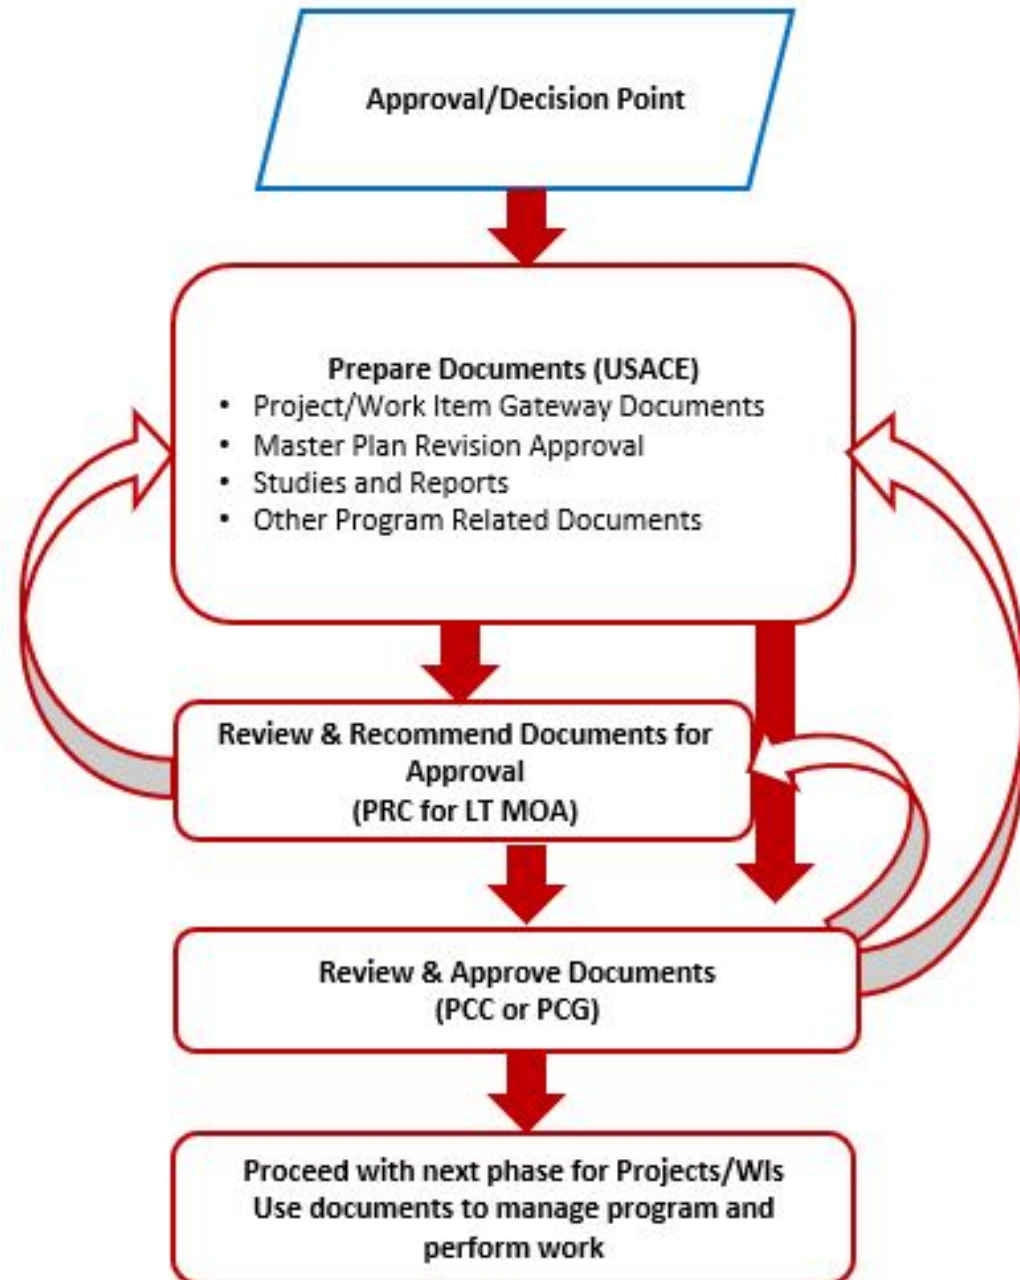 Approval/Decision Point
Prepare Documents (USACE)
• Project/Work Item Gateway Documents
• Master Plan Revision Approval
• Studies and Reports
• Other Program Related Documents
Review & Recommend Documents for
Approval
(PRC for LT MOA)
Review & Approve Documents
(PCC or PCG)
Proceed with next phase for Projects/WIs
Use documents to manage program and
perform work